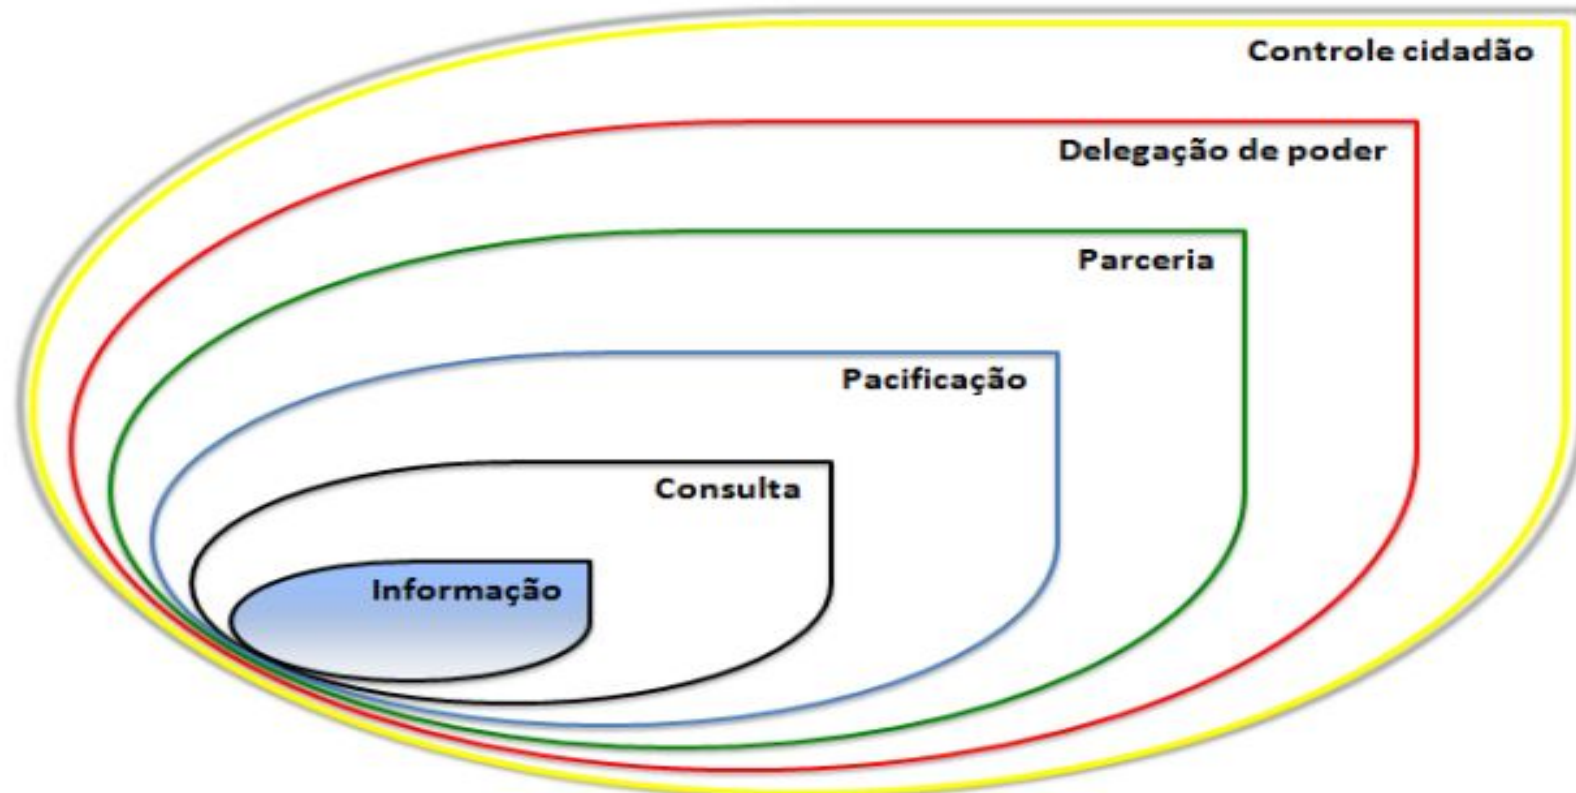 Controle cidadão
Delegação de poder
Parceria
Pacificação
Consulta
Informação